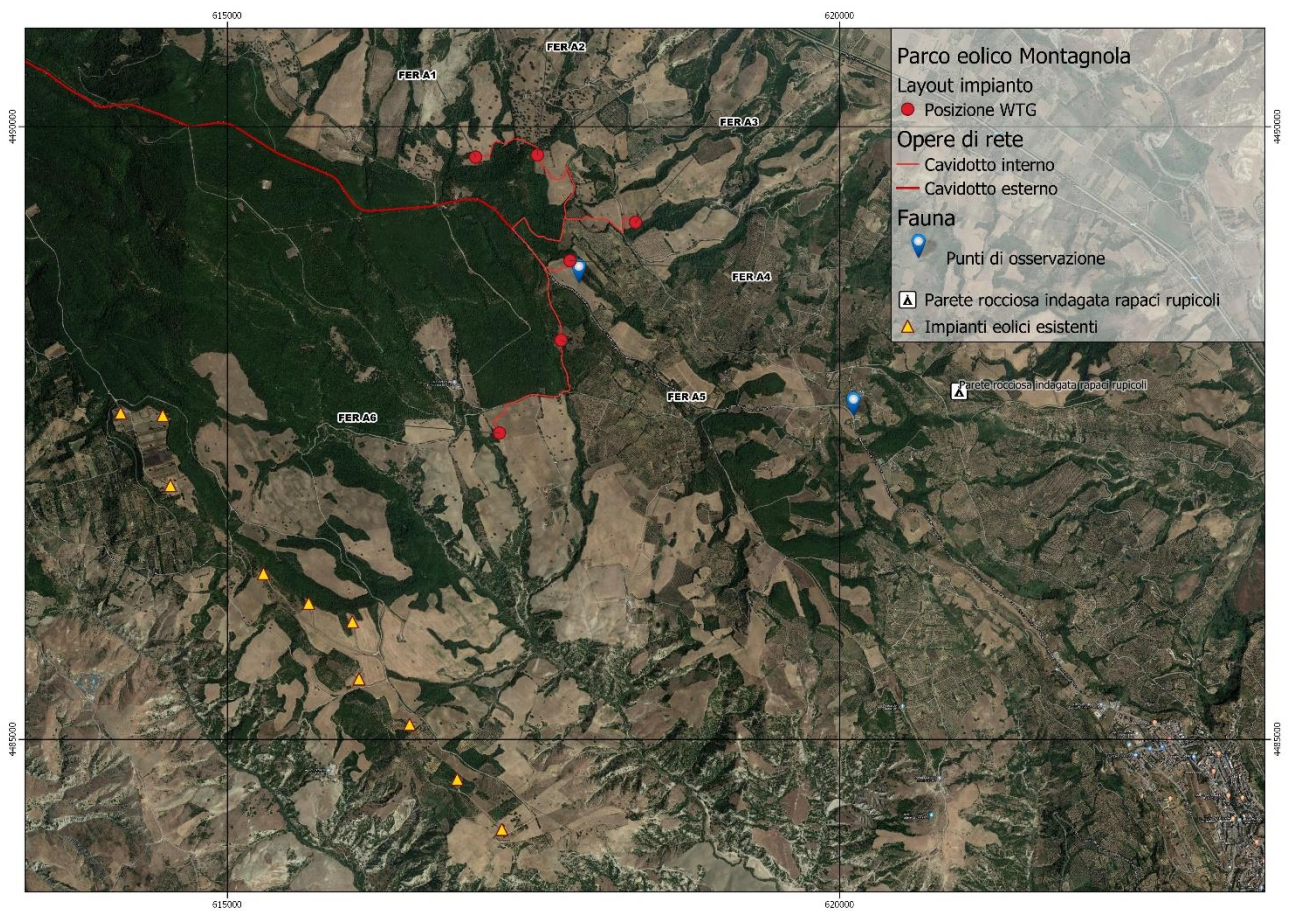 615000
620000
Parco eolico Montagnola
Layout impianto
Posizione WTG
Opere di rete
Cavidotto interno
Cavidotto esterno
Fauna
Punti di osservazione
Parete rocciosa indagata rapaci rupicoli
Impianti eolici esistenti
FER A2
FER A1
FER A3
4490000
4490000
FER A4
Parete rocciosa indagata rapaci rupicoli
FER A5
FER A6
4485000
4485000
615000
620000